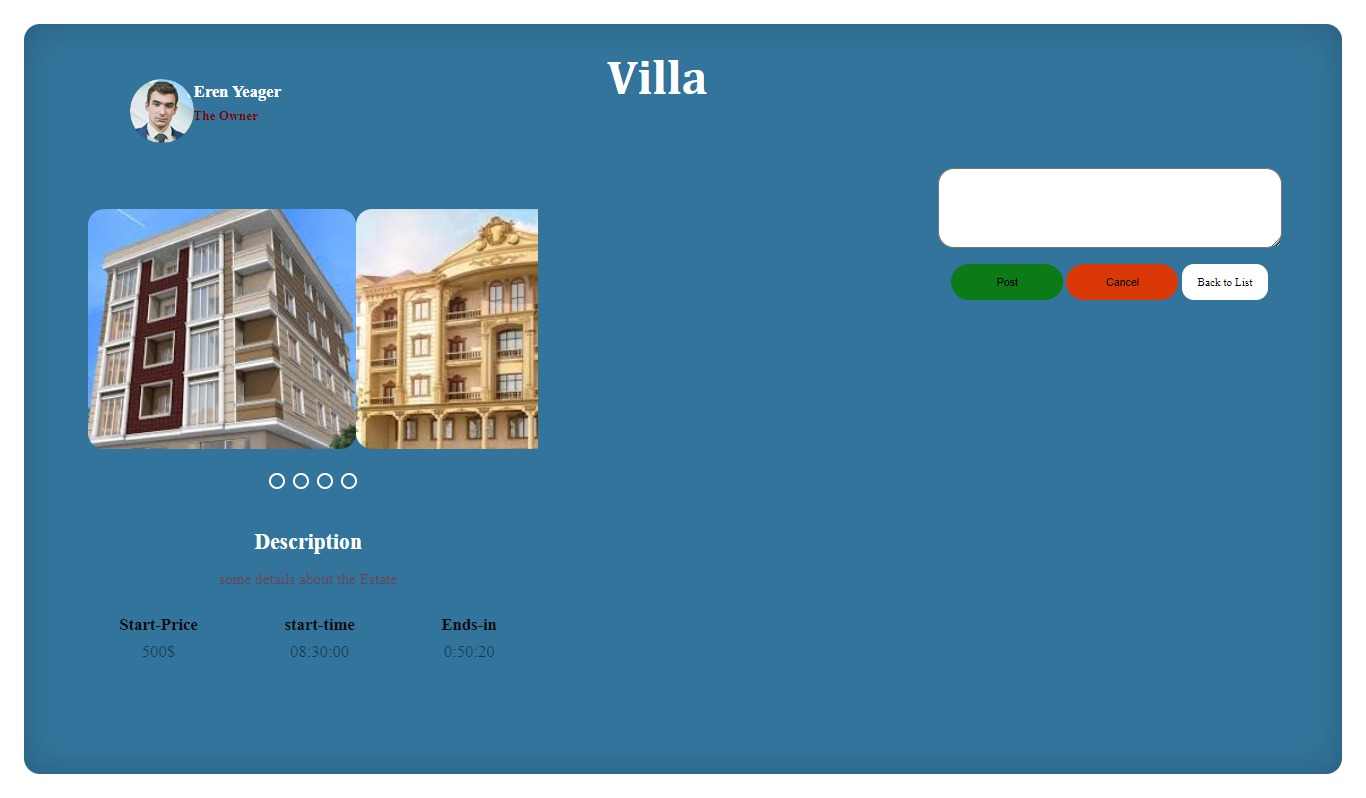 Villa
Eren Yeager
The Owner
Post
Cancel
Back to List
Description
some details about the Estate
Start-Price start-time Ends-in
500$ 08:30:00 0:50:20